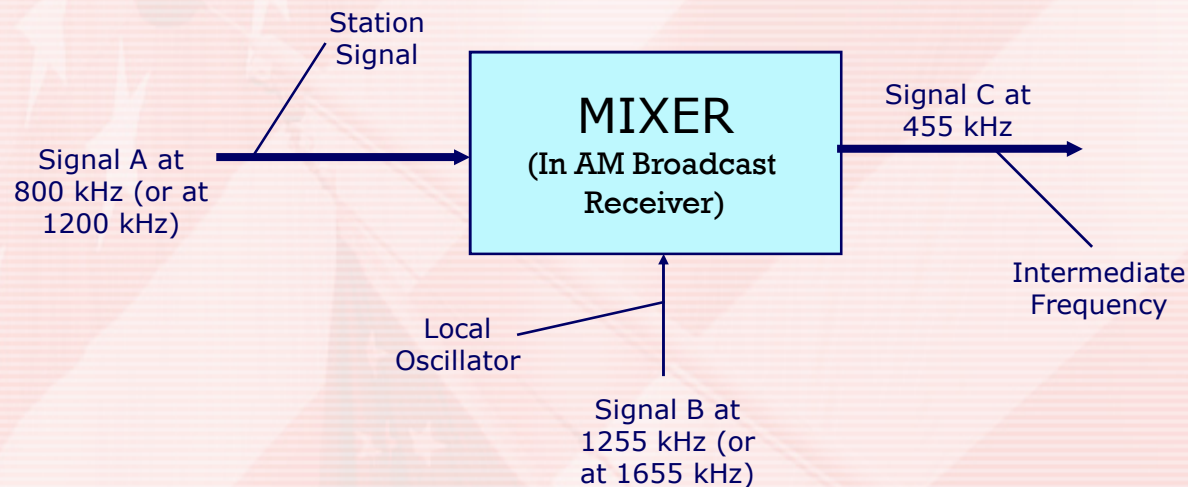 Station
Signal
MIXER
(In AM Broadcast
Receiver)
Signal C at
455 kHz
Signal A at
800 kHz (or at
1200 kHz)
Intermediate
Frequency
Local
Oscillator
Signal B at
1255 kHz (or
at 1655 kHz)